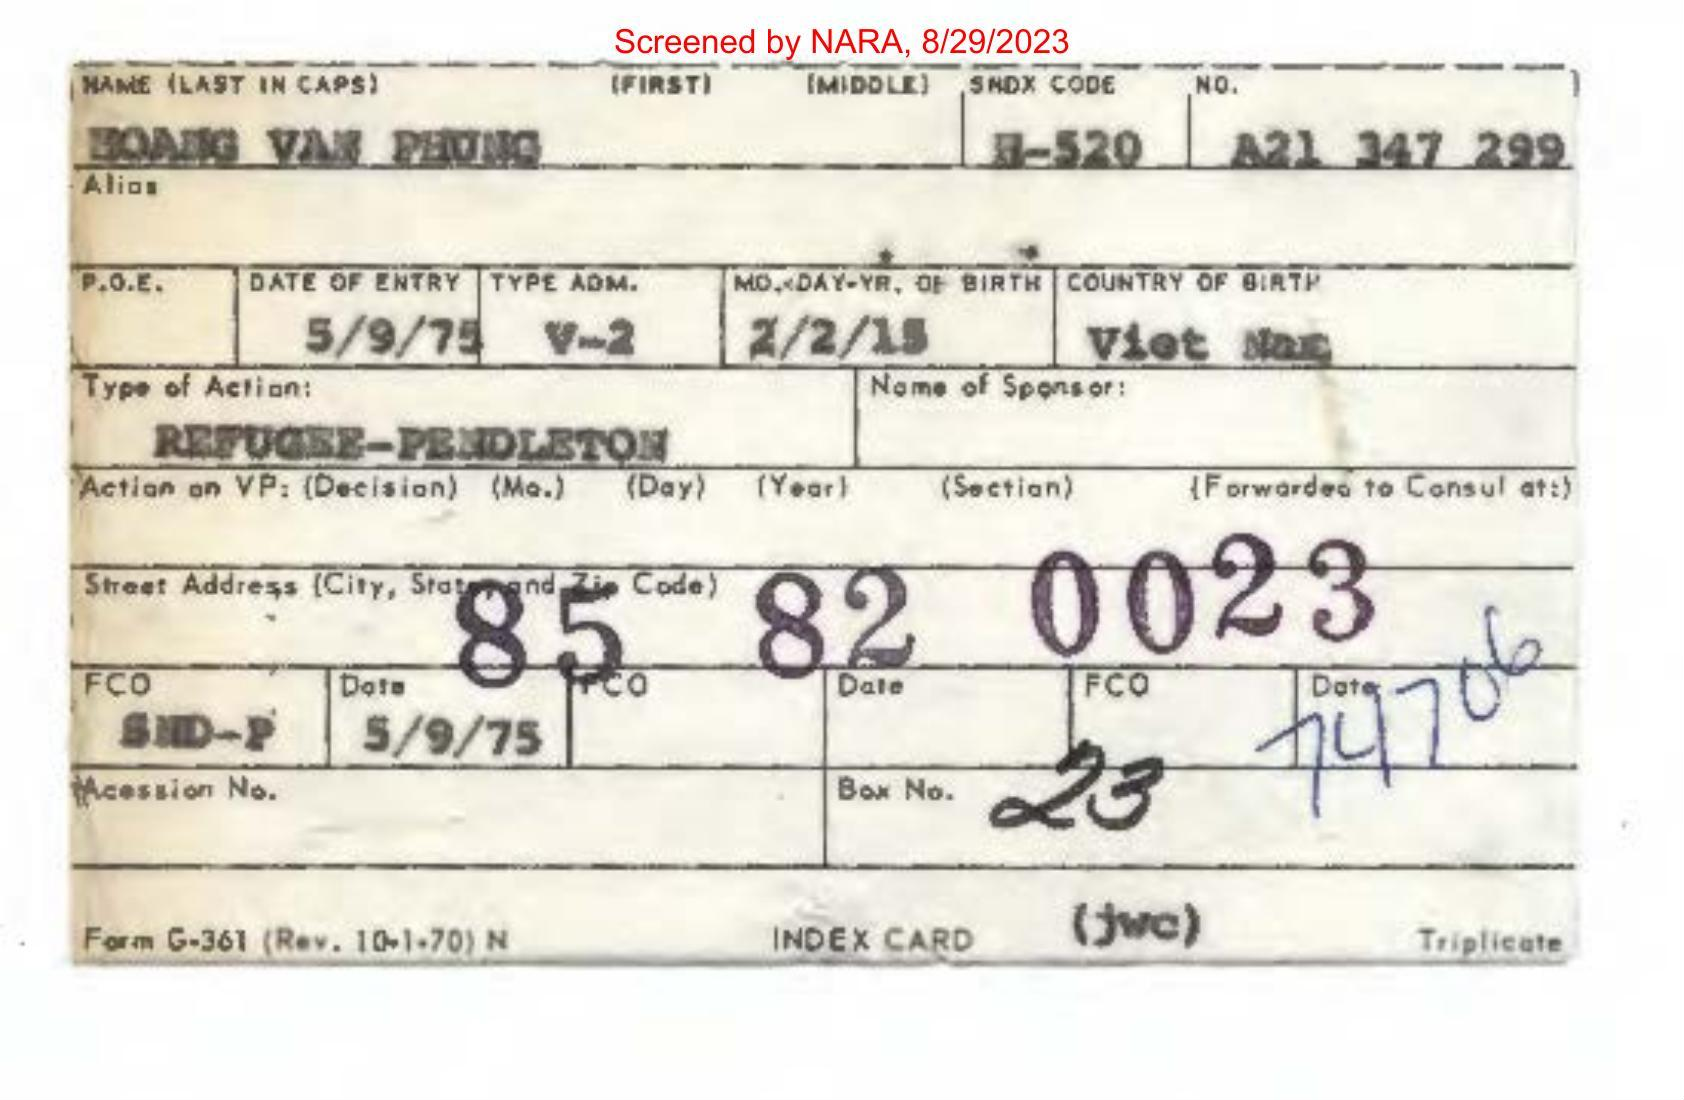 Screened by NARA, 8/29/2023
NAME (LAST IN CAPS) (FIRST) (MIDDLE) SNDX CODE NO.
HOANG VAN PHUNG H-520 A21 347 299
Alias
P.O.E. DATE OF ENTRY TYPE ADM. MO.-DAY-YR. OF BIRTH COUNTRY OF BIRTH
5/9/75 V-2 2/2/15 Viet Nam
Type of Action: Name of Sponsor:
REFUGEE-PENDLETON
Action on VP: (Decision) (Mo.) (Day) (Year) (Section) (Forwarded to Consul at:)
Street Address (City, State, and Zip Code)
85 82 0023
FCO Date FCO Date FCO Date
SND-P 5/9/75
74706
Acession No. Box No. 23
(jwc)
Form G-361 (Rev. 10-1-70) N INDEX CARD Triplicate